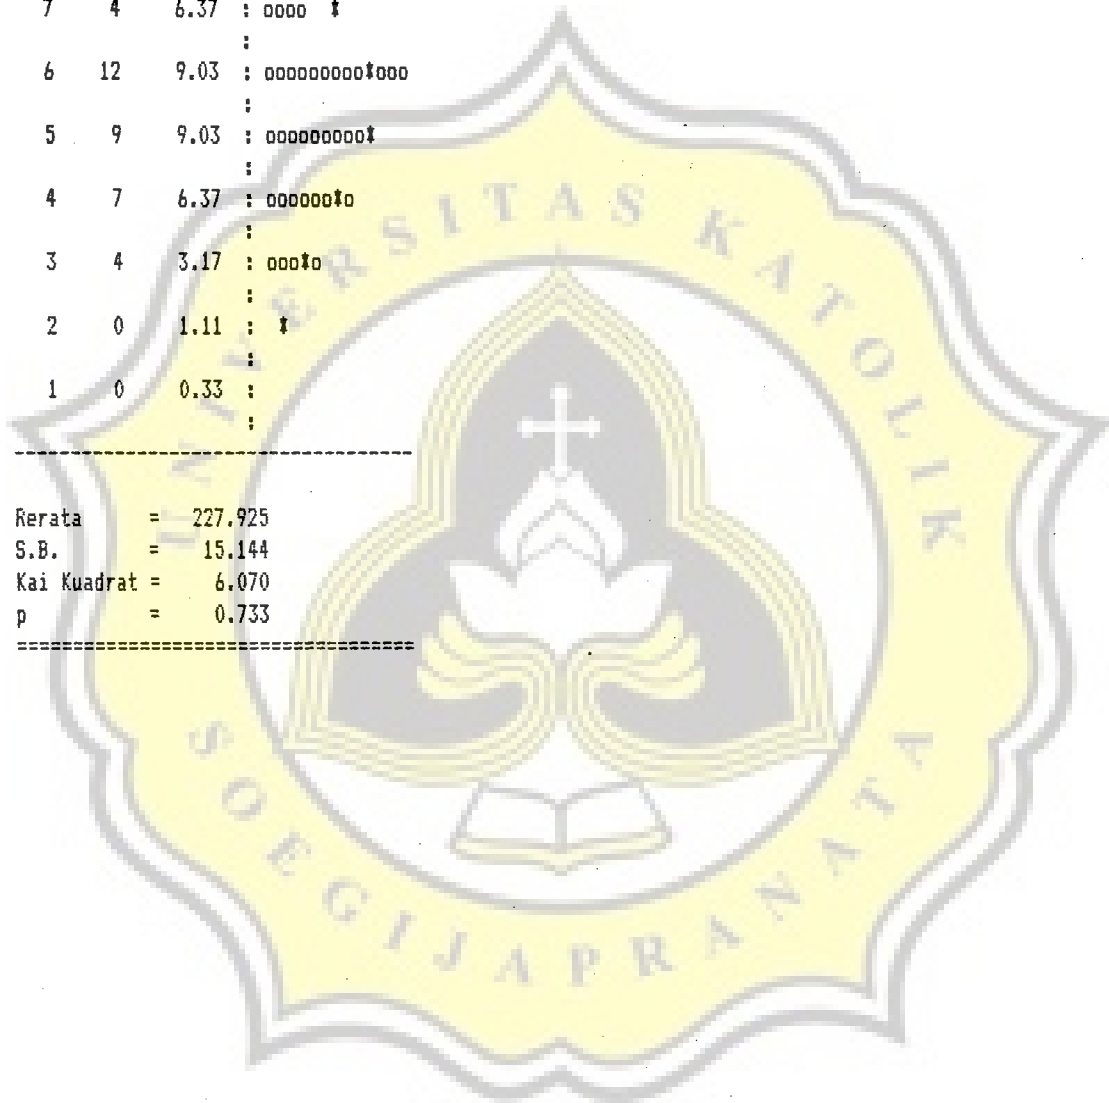 7 4 6.37 : oooo *
:
6 12 9.03 : ooooooooo*ooo
:
5 9 9.03 : ooooooooo*
:
4 7 6.37 : oooooo*o
:
3 4 3.17 : ooo*o
:
2 0 1.11 : *
:
1 0 0.33 :
:
----------------------------------
Rerata = 227.925
S.B. = 15.144
Kai Kuadrat = 6.070
p = 0.733
==================================
UNIVERSITAS KATOLIK
SOEGIJAPRANATA